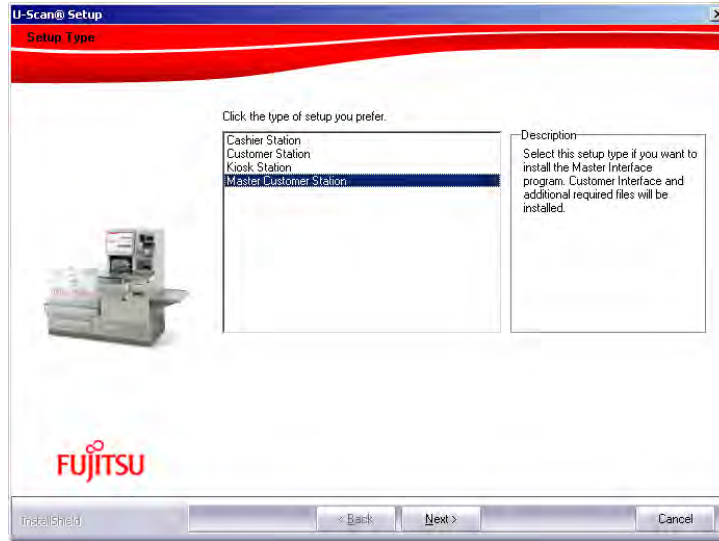 U-Scan® Setup
Setup Type
Click the type of setup you prefer.
Cashier Station
Customer Station
Kiosk Station
Master Customer Station
Description
Select this setup type if you want to
install the Master Interface
program. Customer Interface and
additional required files will be
installed.
FUJITSU
InstallShield
< Back
Next >
Cancel